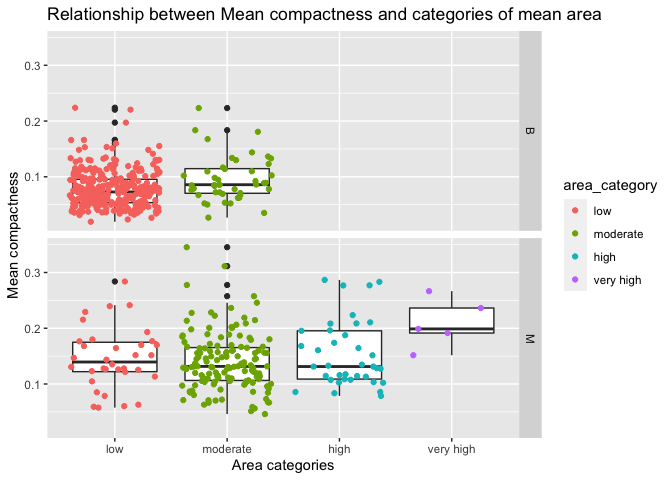 Relationship between Mean compactness and categories of mean area
Mean compactness
0.3
0.2
0.1
B
0.3
0.2
0.1
M
low moderate high very high
Area categories
area_category
low
moderate
high
very high